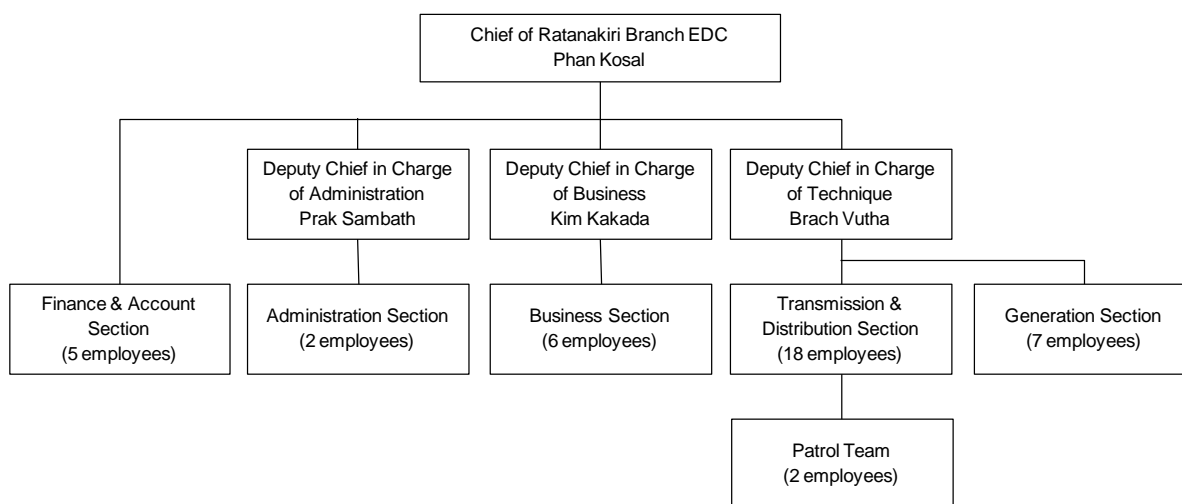 Chief of Ratanakiri Branch EDC
Phan Kosal
Deputy Chief in Charge
of Administration
Prak Sambath
Deputy Chief in Charge
of Business
Kim Kakada
Deputy Chief in Charge
of Technique
Brach Vutha
Finance & Account
Section
(5 employees)
Administration Section
(2 employees)
Business Section
(6 employees)
Transmission &
Distribution Section
(18 employees)
Generation Section
(7 employees)
Patrol Team
(2 employees)